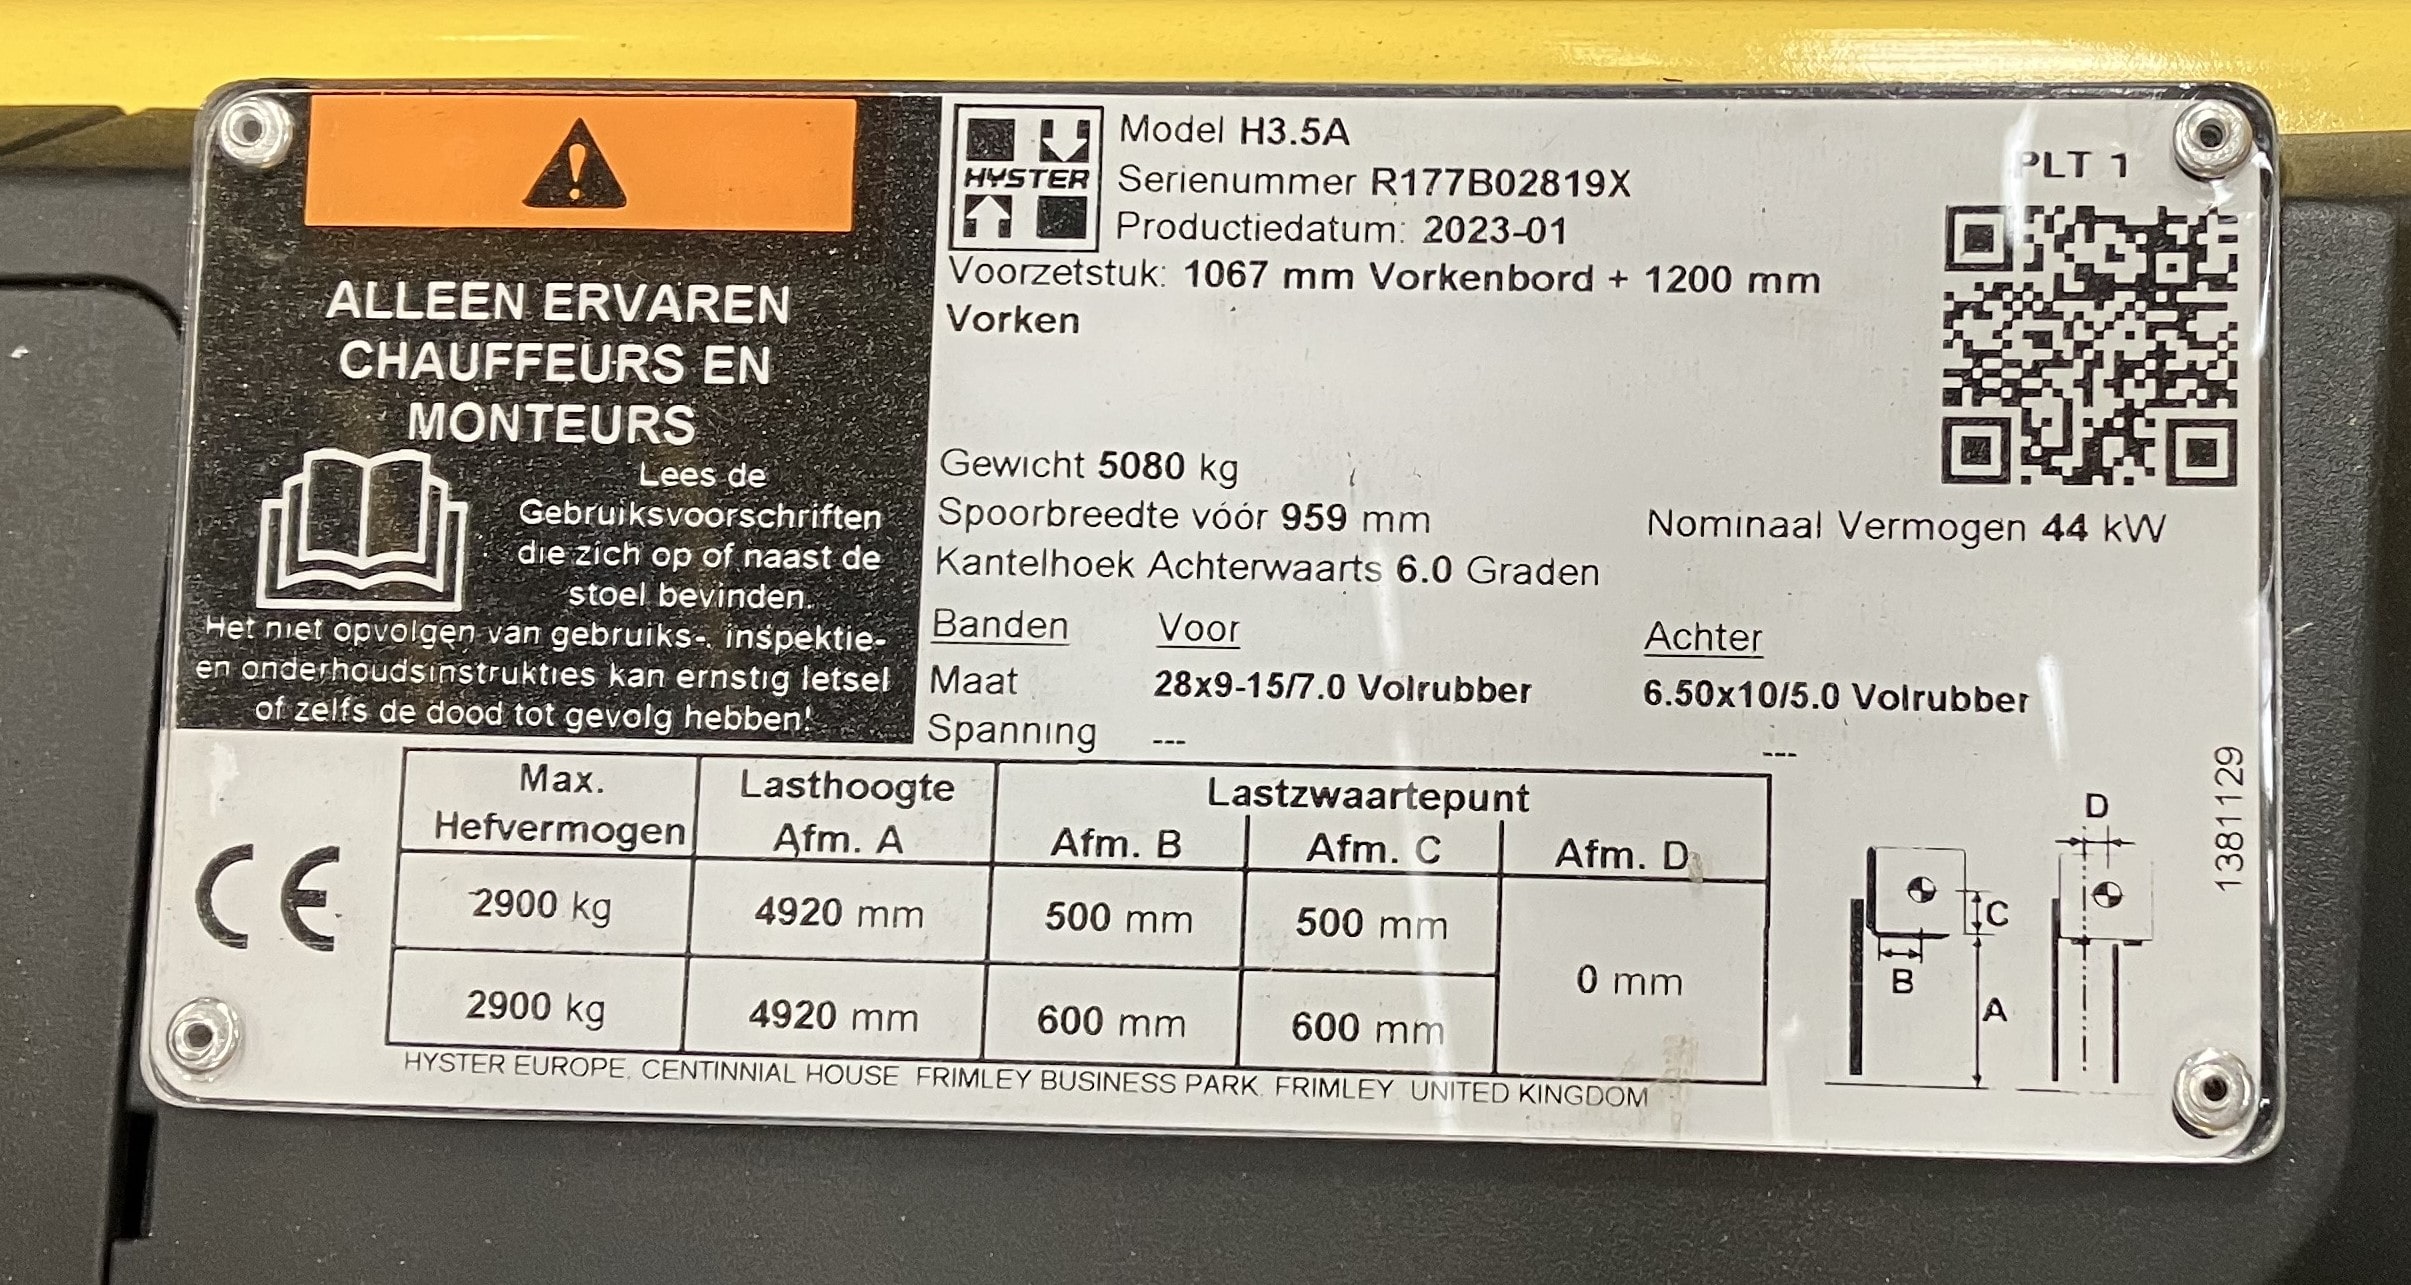 ALLEEN ERVAREN
CHAUFFEURS EN
MONTEURS
Lees de
Gebruiksvoorschriften
die zich op of naast de
stoel bevinden.
Het niet opvolgen van gebruiks-, inspektie-
en onderhoudsinstrukties kan ernstig letsel
of zelfs de dood tot gevolg hebben!
HYSTER
Model H3.5A
Serienummer R177B02819X
Productiedatum: 2023-01
Voorzetstuk: 1067 mm Vorkenbord + 1200 mm
Vorken
PLT 1
Gewicht 5080 kg
Spoorbreedte vóór 959 mm Nominaal Vermogen 44 kW
Kantelhoek Achterwaarts 6.0 Graden
Banden Voor Achter
Maat 28x9-15/7.0 Volrubber 6.50x10/5.0 Volrubber
Spanning --- ---
CE
Max. Hefvermogen Lasthoogte Afm. A Lastzwaartepunt
Afm. B Afm. C Afm. D
2900 kg 4920 mm 500 mm 500 mm 0 mm
2900 kg 4920 mm 600 mm 600 mm
D
C
B
A
1381129
HYSTER EUROPE, CENTINNIAL HOUSE FRIMLEY BUSINESS PARK, FRIMLEY UNITED KINGDOM